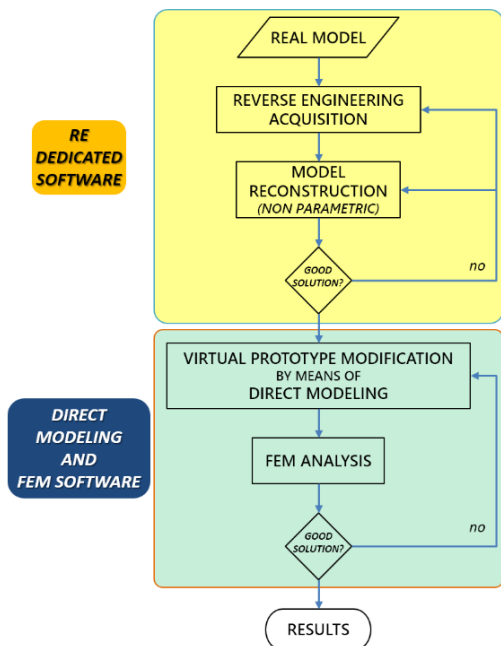 REAL MODEL
REVERSE ENGINEERING
ACQUISITION
RE
DEDICATED
SOFTWARE
MODEL
RECONSTRUCTION
(NON PARAMETRIC)
GOOD
SOLUTION?
no
VIRTUAL PROTOTYPE MODIFICATION
BY MEANS OF
DIRECT MODELING
DIRECT
MODELING
AND
FEM SOFTWARE
FEM ANALYSIS
GOOD
SOLUTION?
no
RESULTS